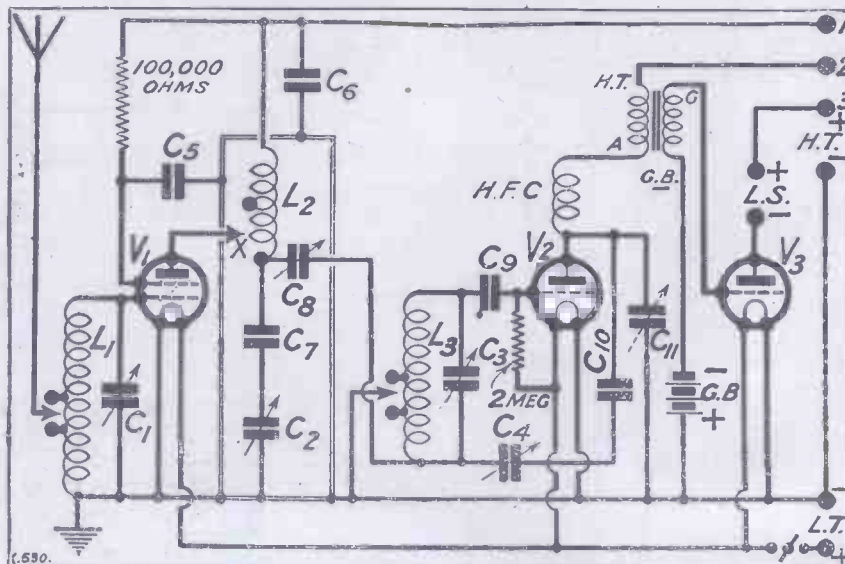 100,000
OHMS
C5
C6
L2
X
V1
L1
C1
C8
C7
C2
H.F.C
V2
C9
L3
C3
2 MEG
C4
C10
C11
H.T.
A
G
G.B.
-
1
2
3
+
H.T.
-
+
L.S.
-
V3
-
G.B
+
-
L.T.
+
C.590.